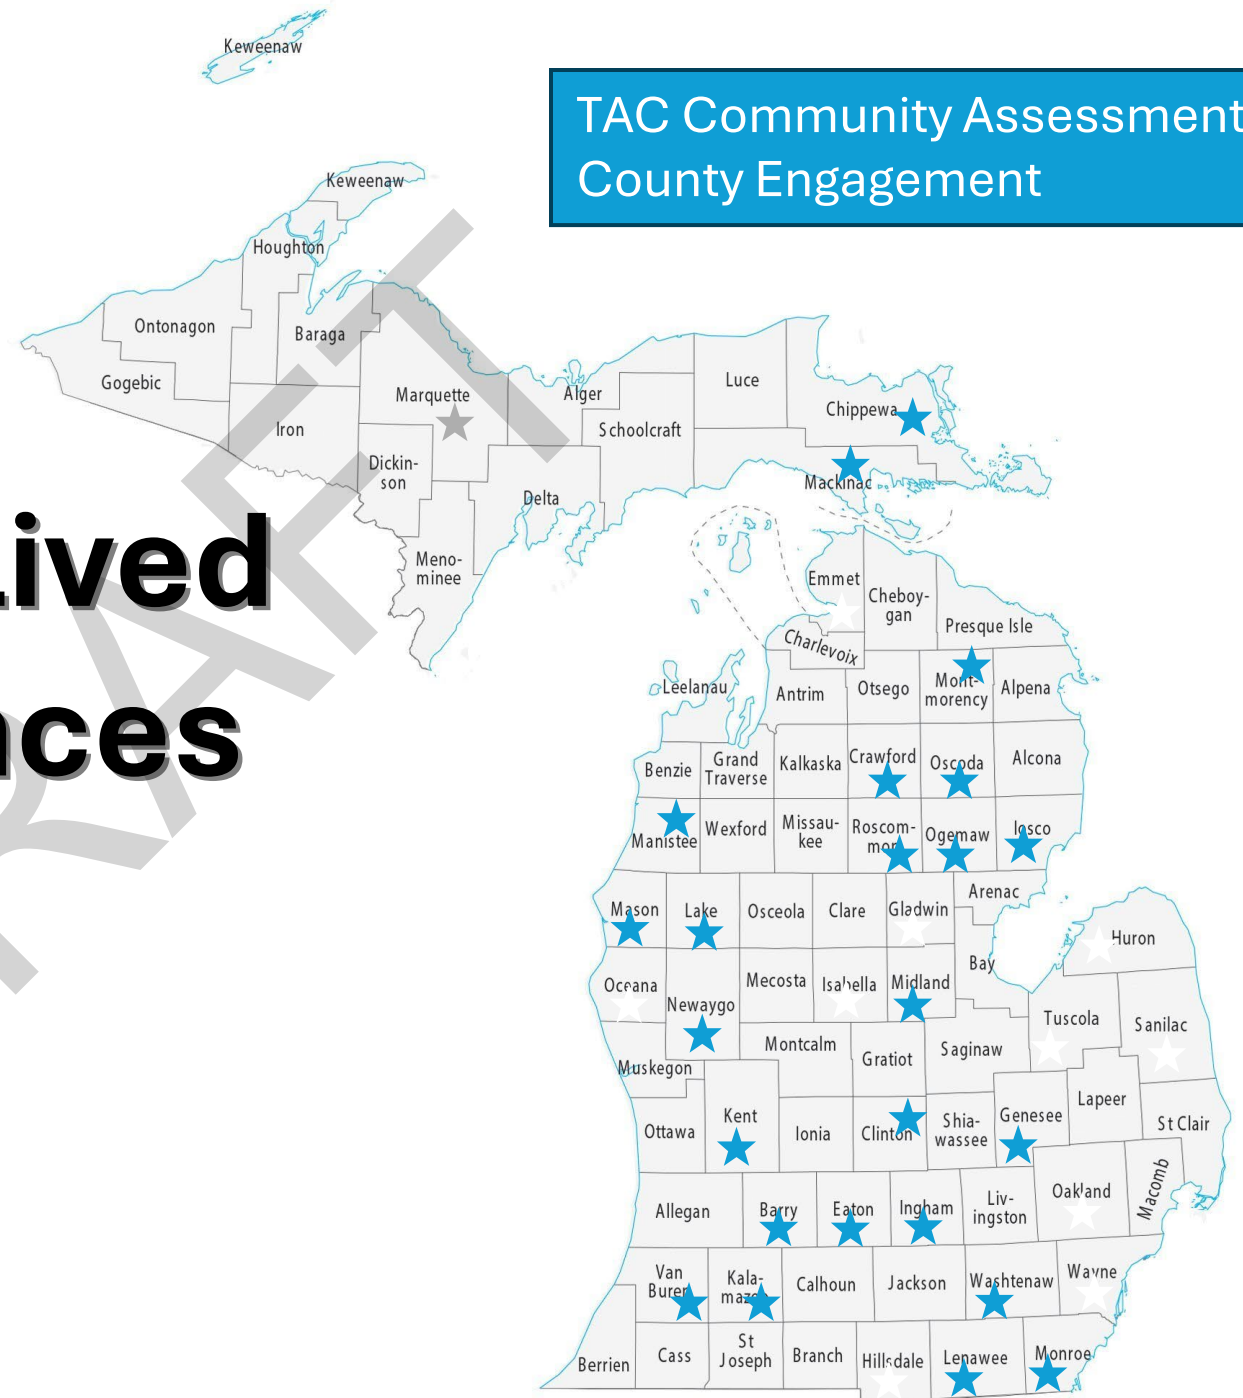 Keweenaw
TAC Community Assessment
County Engagement
Keweenaw
Houghton
Ontonagon
Baraga
Gogebic
Marquette
Alger
Luce
Chippewa
Iron
Schoolcraft
Dickin-
son
Mackinac
Delta
Lived
Meno-
minee
Emmet
Cheboy-
gan
Presque Isle
Charlevoix
Leelanau
Antrim
Otsego
Mont-
morency
Alpena
nces
DRAFT
Benzie
Grand
Traverse
Kalkaska
Crawford
Oscoda
Alcona
Manistee
Wexford
Missau-
kee
Roscom-
mon
Ogemaw
Iosco
Mason
Lake
Osceola
Clare
Gladwin
Arenac
Huron
Bay
Oceana
Newaygo
Mecosta
Isabella
Midland
Tuscola
Sanilac
Muskegon
Montcalm
Gratiot
Saginaw
Lapeer
Kent
Ottawa
Ionia
Clinton
Shia-
wassee
Genesee
St Clair
Allegan
Barry
Eaton
Ingham
Liv-
ingston
Oakland
Macomb
Van
Buren
Kala-
mazoo
Calhoun
Jackson
Washtenaw
Wayne
Berrien
Cass
St
Joseph
Branch
Hillsdale
Lenawee
Monroe